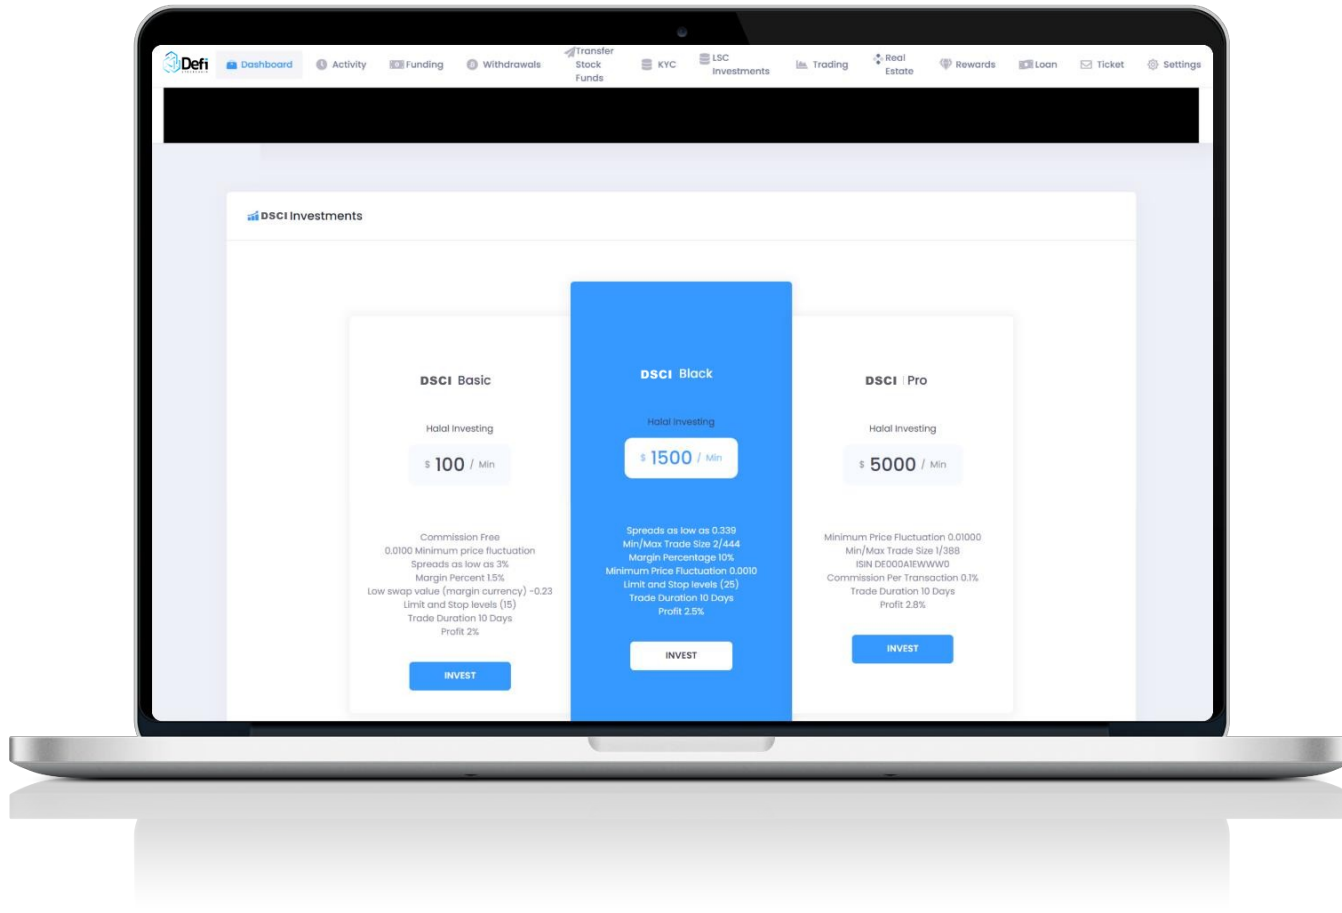 Defi
Dashboard
Activity
Funding
Withdrawals
Transfer
Stock
Funds
KYC
LSC
Investments
Trading
Real
Estate
Rewards
Loan
Ticket
Settings
DSCI Investments
DSCI Basic
Halal Investing
$ 100 / Min
Commission Free
0.0100 Minimum price fluctuation
Spreads as low as 3%
Margin Percent 1.5%
Low swap value (margin currency) -0.23
Limit and Stop levels (15)
Trade Duration 10 Days
Profit 2%
INVEST
DSCI Black
Halal Investing
$ 1500 / Min
Spreads as low as 0.339
Min/Max Trade Size 2/444
Margin Percentage 10%
Minimum Price Fluctuation 0.0010
Limit and Stop levels (25)
Trade Duration 10 Days
Profit 2.5%
INVEST
DSCI | Pro
Halal Investing
$ 5000 / Min
Minimum Price Fluctuation 0.01000
Min/Max Trade Size 1/388
ISIN DE000A1EWWW0
Commission Per Transaction 0.1%
Trade Duration 10 Days
Profit 2.8%
INVEST